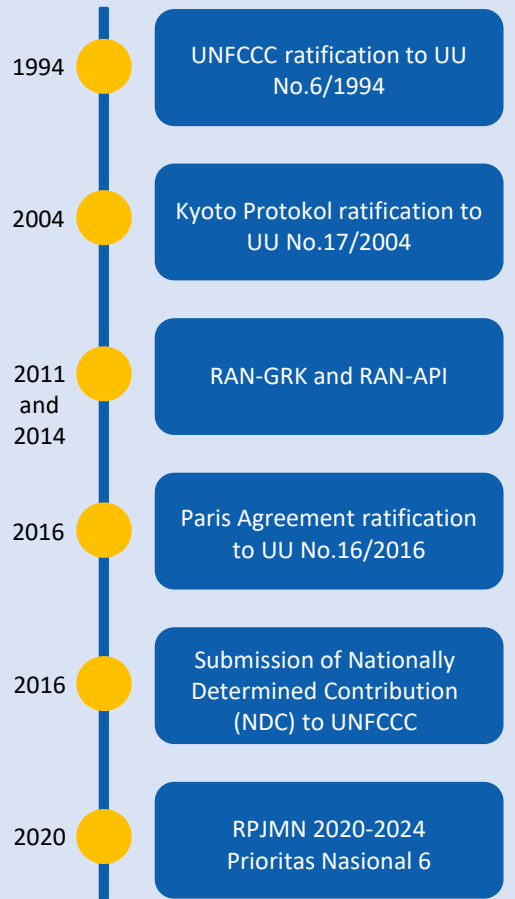 1994
UNFCCC ratification to UU
No.6/1994
2004
Kyoto Protokol ratification to
UU No.17/2004
2011
and
2014
RAN-GRK and RAN-API
2016
Paris Agreement ratification
to UU No.16/2016
2016
Submission of Nationally
Determined Contribution
(NDC) to UNFCCC
2020
RPJMN 2020-2024
Prioritas Nasional 6